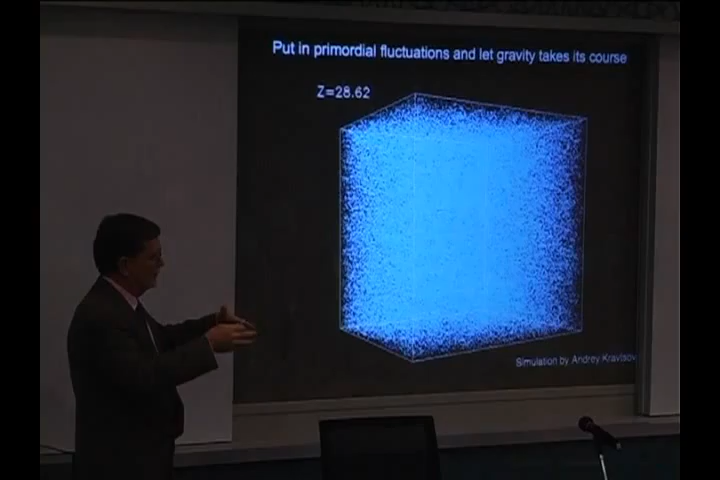 Put in primordial fluctuations and let gravity takes its course
Z=28.62
Simulation by Andrey Kravtsov